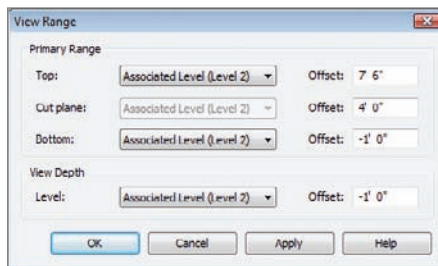 View Range
Primary Range
Top: Associated Level (Level 2) Offset: 7' 6"
Cut plane: Associated Level (Level 2) Offset: 4' 0"
Bottom: Associated Level (Level 2) Offset: -1' 0"
View Depth
Level: Associated Level (Level 2) Offset: -1' 0"
OK Cancel Apply Help